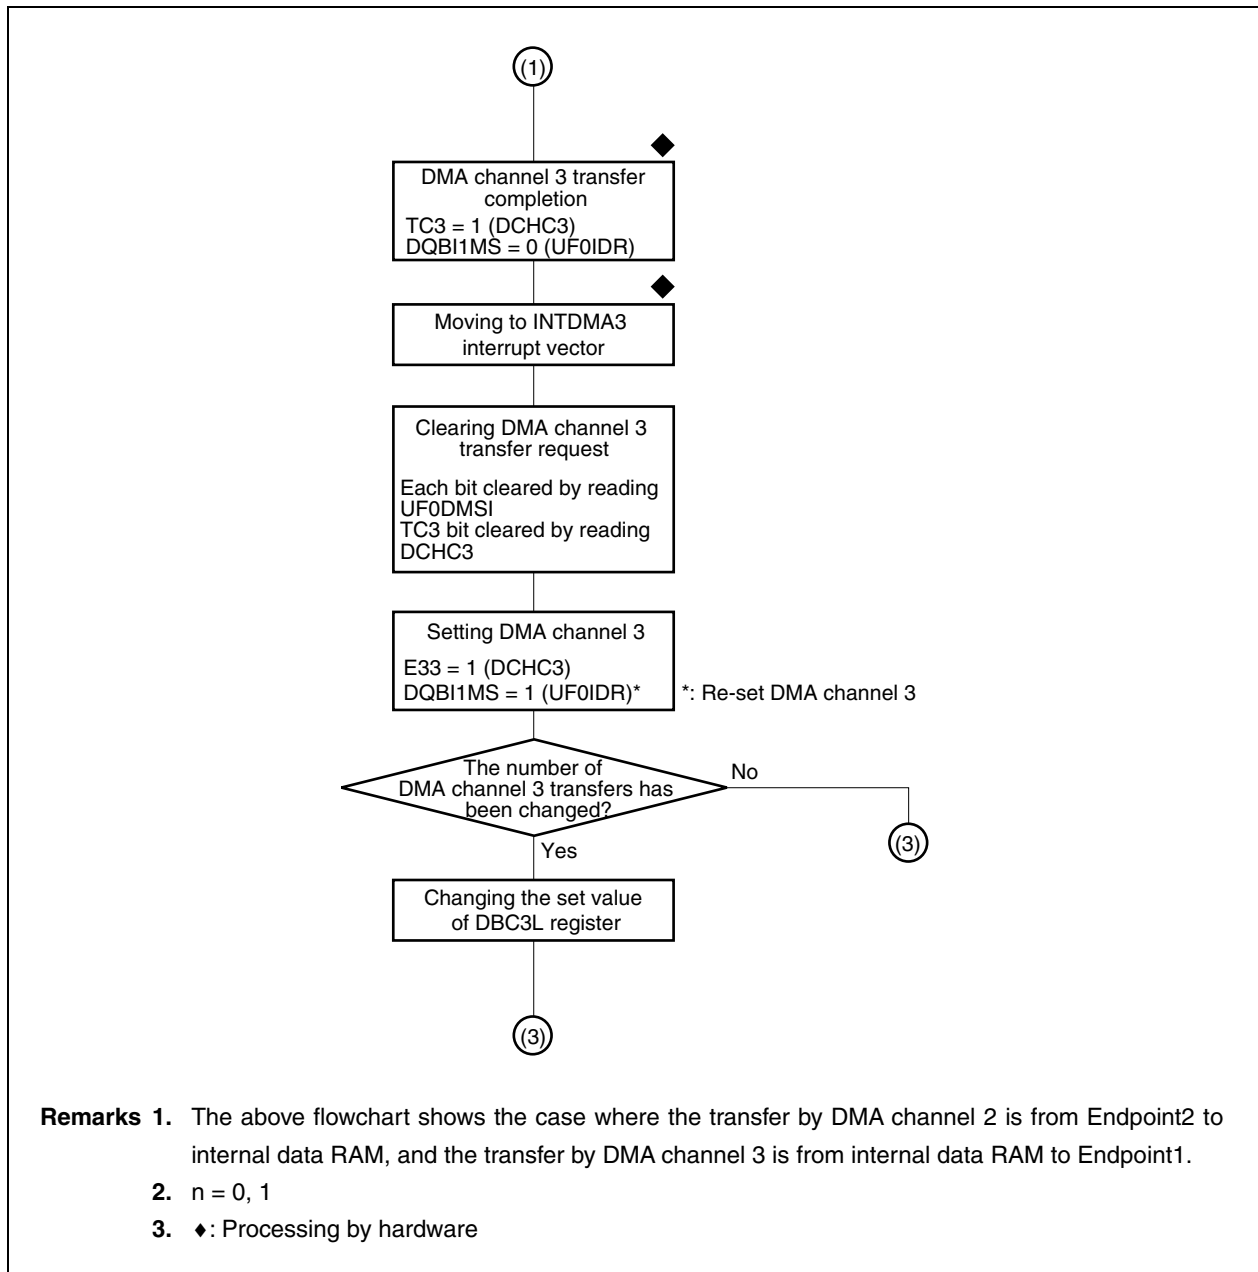 (1)
DMA channel 3 transfer
completion
TC3 = 1 (DCHC3)
DQBI1MS = 0 (UF0IDR)
Moving to INTDMA3
interrupt vector
Clearing DMA channel 3
transfer request
Each bit cleared by reading
UF0DMSI
TC3 bit cleared by reading
DCHC3
Setting DMA channel 3
E33 = 1 (DCHC3)
DQBI1MS = 1 (UF0IDR)* *: Re-set DMA channel 3
The number of
DMA channel 3 transfers has
been changed?
No
(3)
Yes
Changing the set value
of DBC3L register
(3)
Remarks 1. The above flowchart shows the case where the transfer by DMA channel 2 is from Endpoint2 to
internal data RAM, and the transfer by DMA channel 3 is from internal data RAM to Endpoint1.
2. n = 0, 1
3. ♦: Processing by hardware